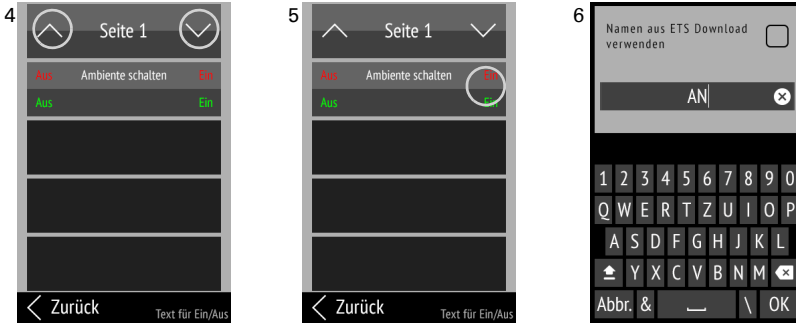 4
Seite 1
Aus Ambiente schalten Ein
Aus Ein
Zurück Text für Ein/Aus
5
Seite 1
Aus Ambiente schalten Ein
Aus Ein
Zurück Text für Ein/Aus
6
Namen aus ETS Download
verwenden
AN
1 2 3 4 5 6 7 8 9 0
Q W E R T Z U I O P
A S D F G H J K L
Y X C V B N M
Abbr. & \ OK